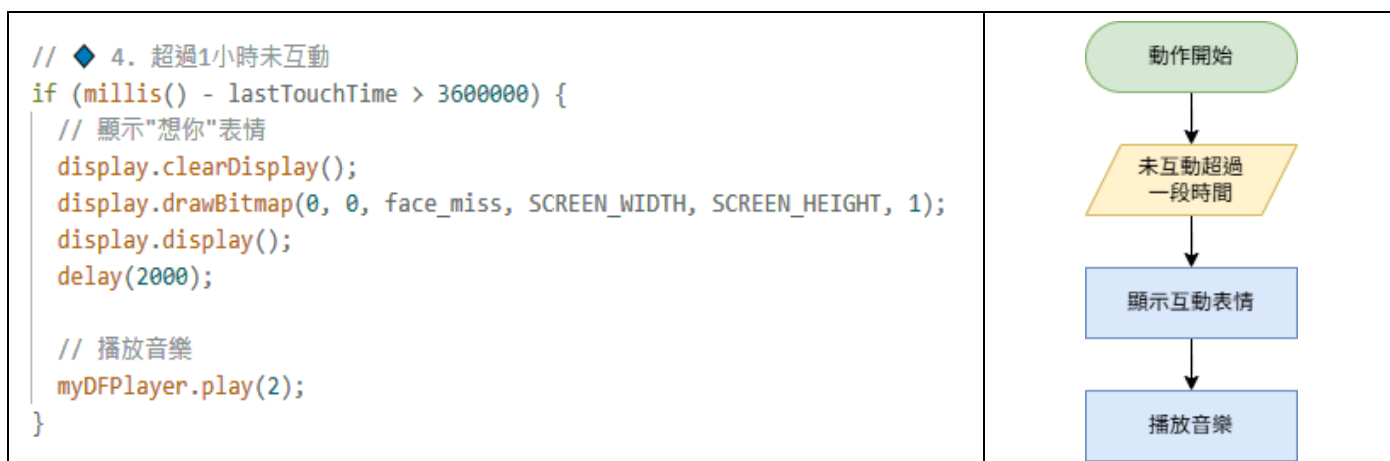 // 🔷 4. 超過1小時未互動
if (millis() - lastTouchTime > 3600000) {
// 顯示"想你"表情
display.clearDisplay();
display.drawBitmap(0, 0, face_miss, SCREEN_WIDTH, SCREEN_HEIGHT, 1);
display.display();
delay(2000);
// 播放音樂
myDFPlayer.play(2);
}
動作開始
未互動超過
一段時間
顯示互動表情
播放音樂